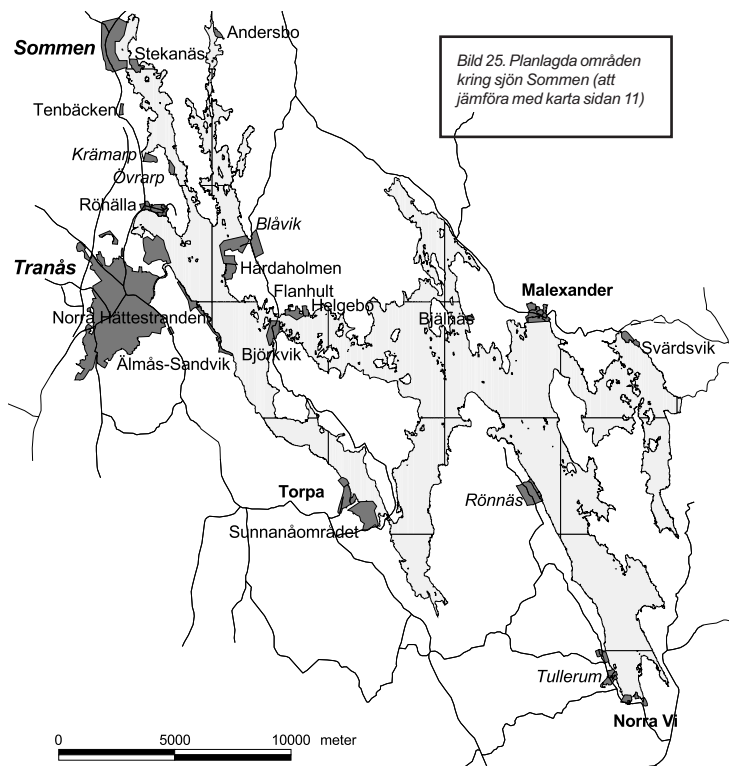 Sommen
Andersbo
Stekanäs
Bild 25. Planlagda områden
kring sjön Sommen (att
jämföra med karta sidan 11)
Tenbäcken
Krämarp
Övrarp
Röhälla
Blåvik
Tranås
Hårdaholmen
Flanhult
Malexander
Helgebo
Norra Hättestranden
Bjälnäs
Svärdsvik
Älmås-Sandvik
Björkvik
Torpa
Rönnäs
Sunnanåområdet
Tullerum
Norra Vi
0 5000 10000 meter